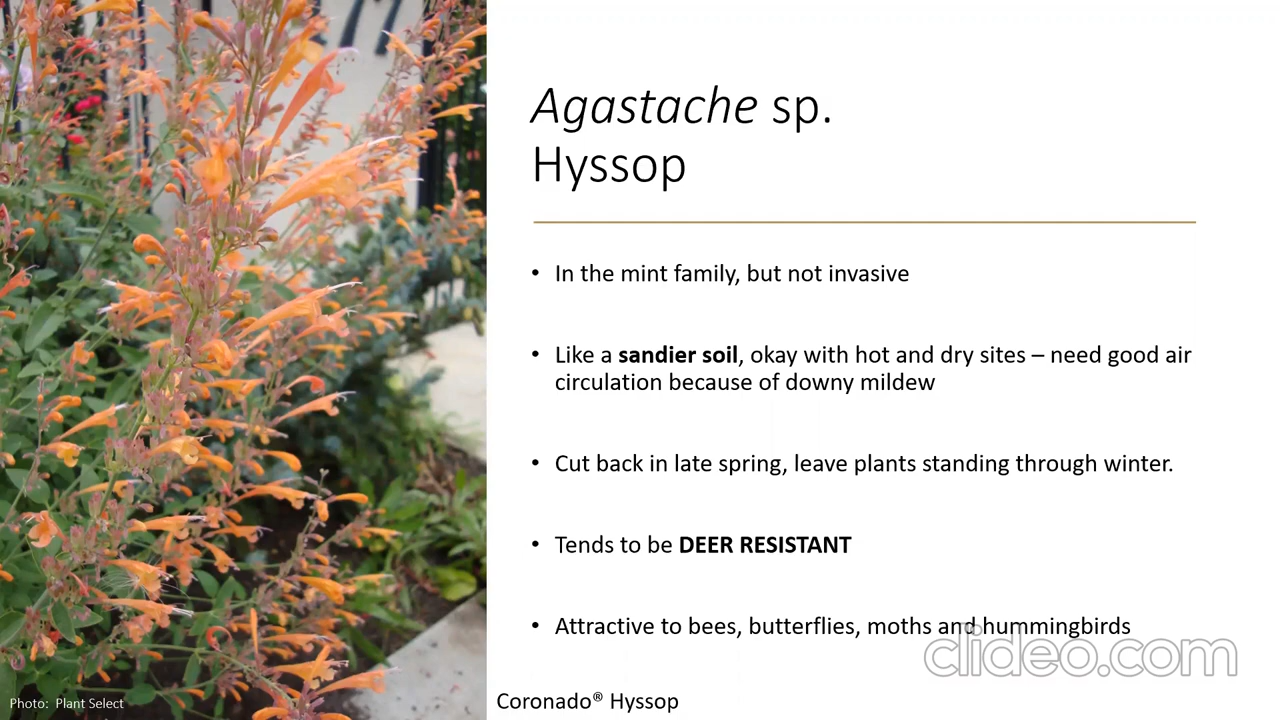 Agastache sp.
Hyssop
• In the mint family, but not invasive
• Like a sandier soil, okay with hot and dry sites – need good air
circulation because of downy mildew
• Cut back in late spring, leave plants standing through winter.
• Tends to be DEER RESISTANT
• Attractive to bees, butterflies, moths and hummingbirds
clideo.com
Photo: Plant Select
Coronado® Hyssop